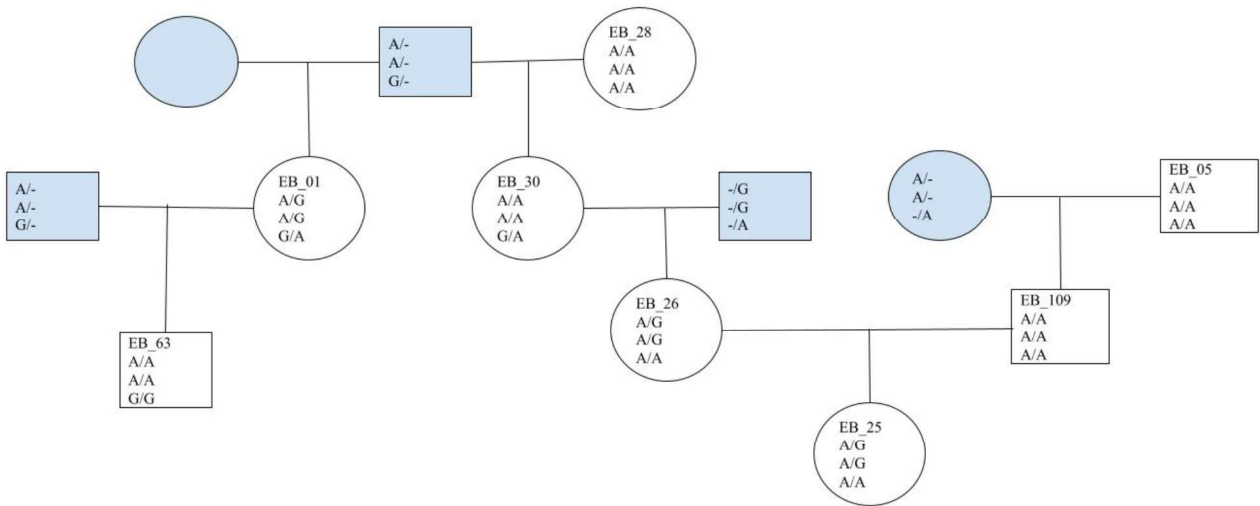 A/-
A/-
G/-
EB_28
A/A
A/A
A/A
A/-
A/-
G/-
EB_01
A/G
A/G
G/A
EB_30
A/A
A/A
G/A
-/G
-/G
-/A
A/-
A/-
-/A
EB_05
A/A
A/A
A/A
EB_63
A/A
A/A
G/G
EB_26
A/G
A/G
A/A
EB_109
A/A
A/A
A/A
EB_25
A/G
A/G
A/A